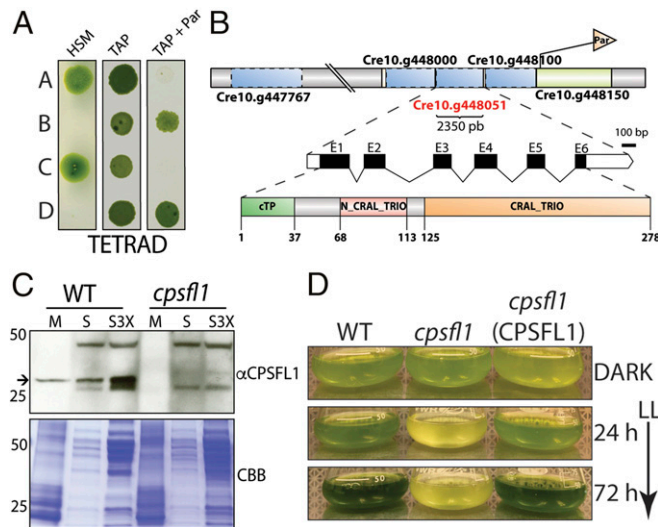 A
HSM
TAP
TAP + Par
A
B
C
D
TETRAD
B
Par
Cre10.g448000
Cre10.g448100
Cre10.g447767
Cre10.g448150
Cre10.g448051
2350 pb
100 bp
E1 E2 E3 E4 E5 E6
cTP N_CRAL_TRIO CRAL_TRIO
1 37 68 113 125 278
C
WT cpsfl1
M S S3X M S S3X
50
25
αCPSFL1
50
25
CBB
D
WT cpsfl1 cpsfl1
(CPSFL1)
DARK
LL
24 h
72 h